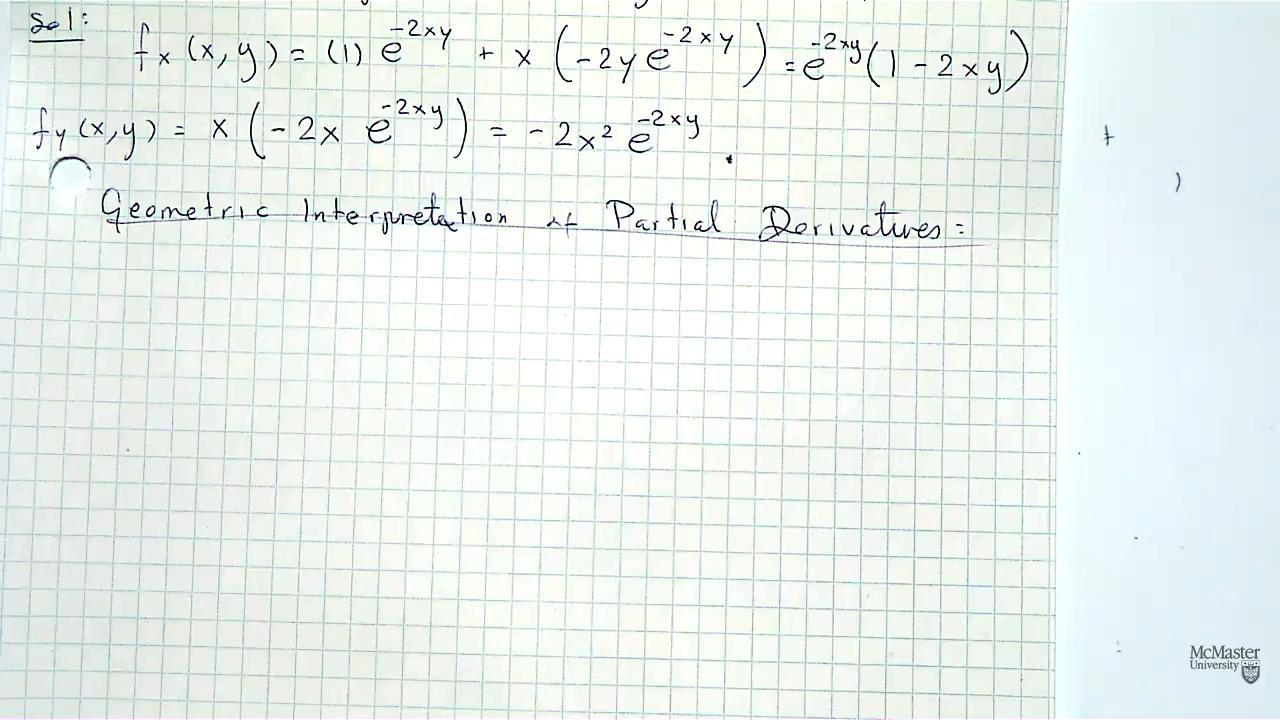 Sol:
fx (x, y) = (1) e^{-2xy} + x (-2y e^{-2xy}) = e^{-2xy} (1 - 2xy)
fy (x, y) = x (-2x e^{-2xy}) = -2x² e^{-2xy} .
Geometric Interpretation of Partial Derivatives:
McMaster
University